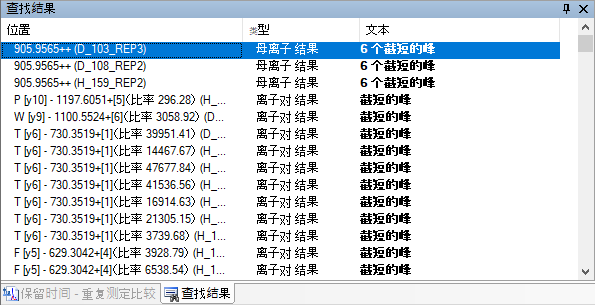 查找结果
位置 类型 文本
905.9565++ (D_103_REP3) 母离子 结果 6 个截短的峰
905.9565++ (D_108_REP2) 母离子 结果 6 个截短的峰
905.9565++ (H_159_REP2) 母离子 结果 6 个截短的峰
P [y10] - 1197.6051+[5](比率 296.28) (H_... 离子对 结果 截短的峰
W [y9] - 1100.5524+[6](比率 3058.92) (D... 离子对 结果 截短的峰
T [y6] - 730.3519+[1](比率 39951.41) (D_... 离子对 结果 截短的峰
T [y6] - 730.3519+[1](比率 14467.67) (D_... 离子对 结果 截短的峰
T [y6] - 730.3519+[1](比率 47677.84) (H_... 离子对 结果 截短的峰
T [y6] - 730.3519+[1](比率 41536.56) (H_... 离子对 结果 截短的峰
T [y6] - 730.3519+[1](比率 16914.63) (H_... 离子对 结果 截短的峰
T [y6] - 730.3519+[1](比率 21305.15) (H_... 离子对 结果 截短的峰
T [y6] - 730.3519+[1](比率 3739.68) (H_1... 离子对 结果 截短的峰
F [y5] - 629.3042+[4](比率 3928.79) (H_1... 离子对 结果 截短的峰
F [y5] - 629.3042+[4](比率 6538.54) (H_1... 离子对 结果 截短的峰
保留时间 - 重复测定比较 查找结果